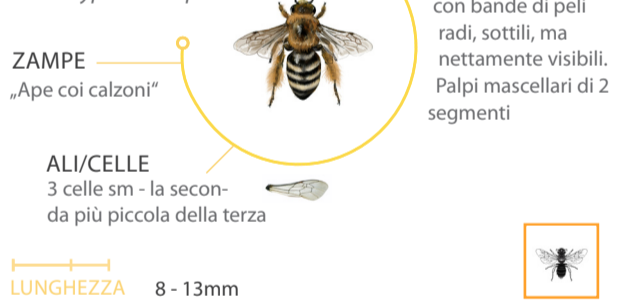 con bande di peli
radi, sottili, ma
nettamente visibili.
Palpi mascellari di 2
segmenti
ZAMPE
„Ape coi calzoni“
ALI/CELLE
3 celle sm - la secon-
da più piccola della terza
LUNGHEZZA 8 - 13mm